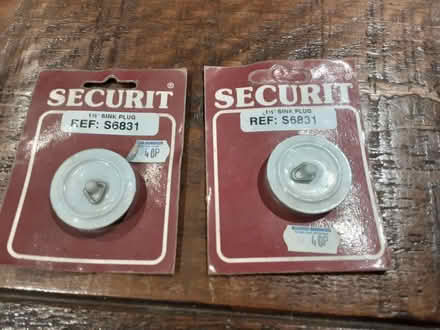 SECURIT®
1½" SINK PLUG
REF: S6831
40P
SECURIT
1½" SINK PLUG
REF: S6831
40P